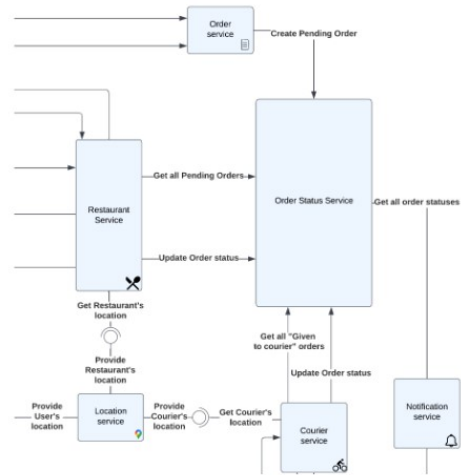 Order
service
Create Pending Order
Get all Pending Orders
Restaurant
Service
Order Status Service
Get all order statuses
Update Order status
Get Restaurant's
location
Get all "Given
to courier" orders
Provide
Restaurant's
location
Update Order status
Provide
User's
location
Location
service
Provide
Courier's
location
Get Courier's
location
Courier
service
Notification
service